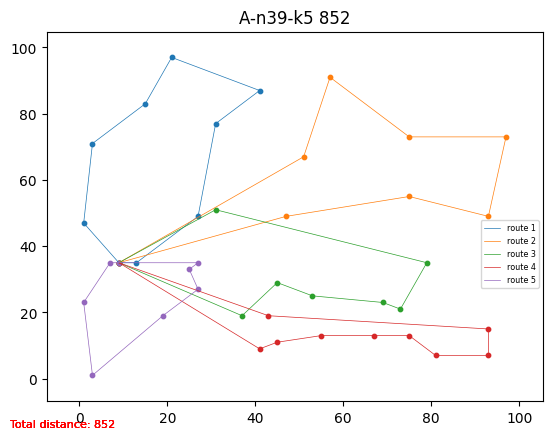 A-n39-k5 852
100
80
60
40
20
0
route 1
route 2
route 3
route 4
route 5
0 20 40 60 80 100
Total distance: 852